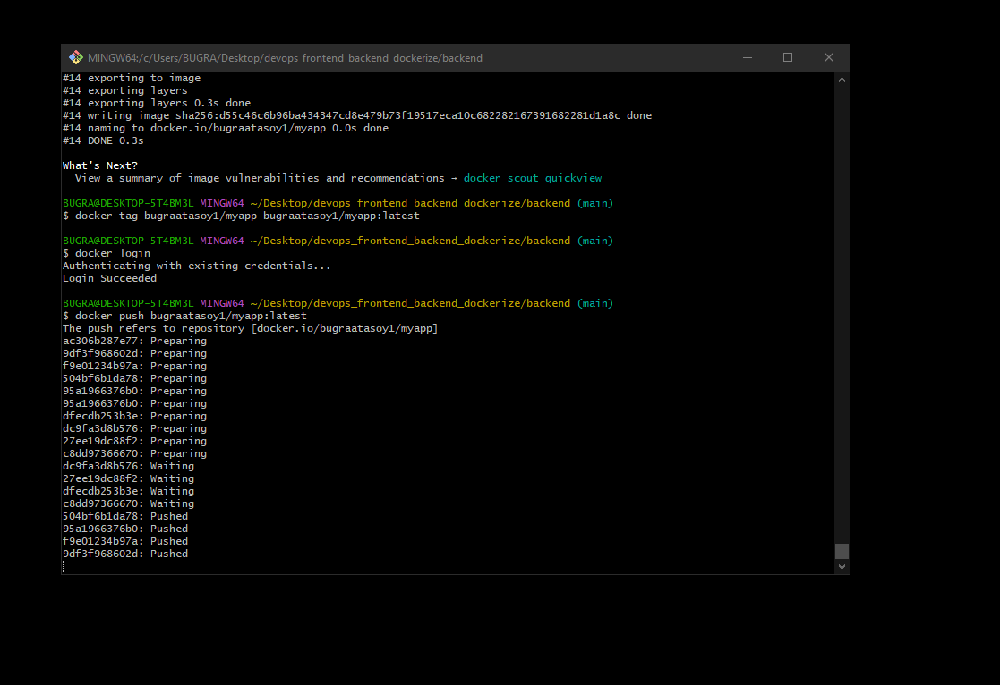 MINGW64:/c/Users/BUGRA/Desktop/devops_frontend_backend_dockerize/backend
#14 exporting to image
#14 exporting layers
#14 exporting layers 0.3s done
#14 writing image sha256:d55c46c6b96ba434347cd8e479b73f19517eca10c682282167391682281d1a8c done
#14 naming to docker.io/bugraatasoy1/myapp 0.0s done
#14 DONE 0.3s
What's Next?
View a summary of image vulnerabilities and recommendations → docker scout quickview
BUGRA@DESKTOP-5T4BM3L MINGW64 ~/Desktop/devops_frontend_backend_dockerize/backend (main)
$ docker tag bugraatasoy1/myapp bugraatasoy1/myapp:latest
BUGRA@DESKTOP-5T4BM3L MINGW64 ~/Desktop/devops_frontend_backend_dockerize/backend (main)
$ docker login
Authenticating with existing credentials...
Login Succeeded
BUGRA@DESKTOP-5T4BM3L MINGW64 ~/Desktop/devops_frontend_backend_dockerize/backend (main)
$ docker push bugraatasoy1/myapp:latest
The push refers to repository [docker.io/bugraatasoy1/myapp]
ac306b287e77: Preparing
9df3f968602d: Preparing
f9e01234b97a: Preparing
504bf6b1da78: Preparing
95a1966376b0: Preparing
95a1966376b0: Preparing
dfecdb253b3e: Preparing
dc9fa3d8b576: Preparing
27ee19dc88f2: Preparing
c8dd97366670: Preparing
dc9fa3d8b576: Waiting
27ee19dc88f2: Waiting
dfecdb253b3e: Waiting
c8dd97366670: Waiting
504bf6b1da78: Pushed
95a1966376b0: Pushed
f9e01234b97a: Pushed
9df3f968602d: Pushed